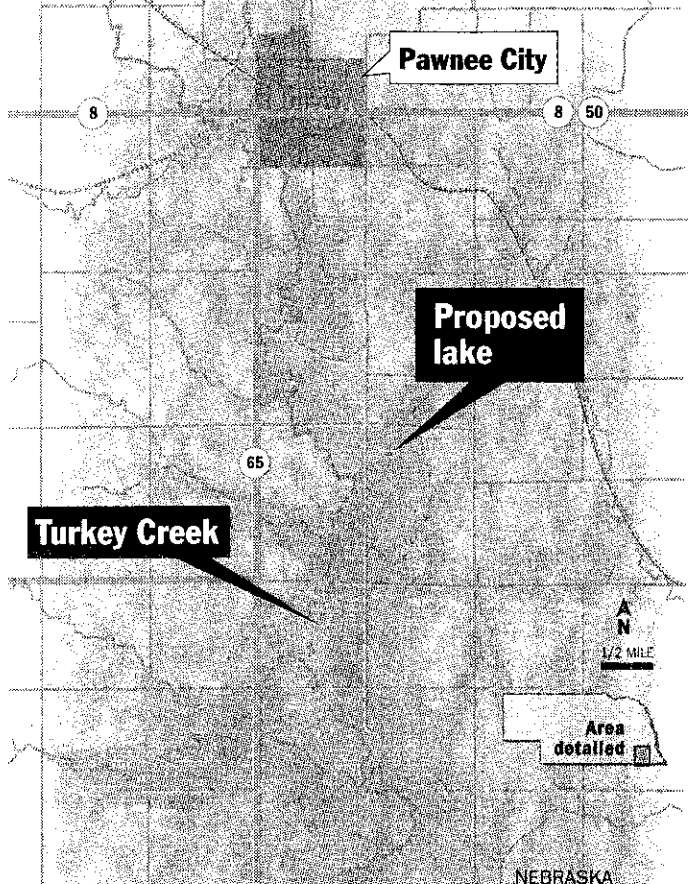 Pawnee City
8
8
50
Proposed
lake
65
Turkey Creek
N
1/2 MILE
Area
detailed
NEBRASKA